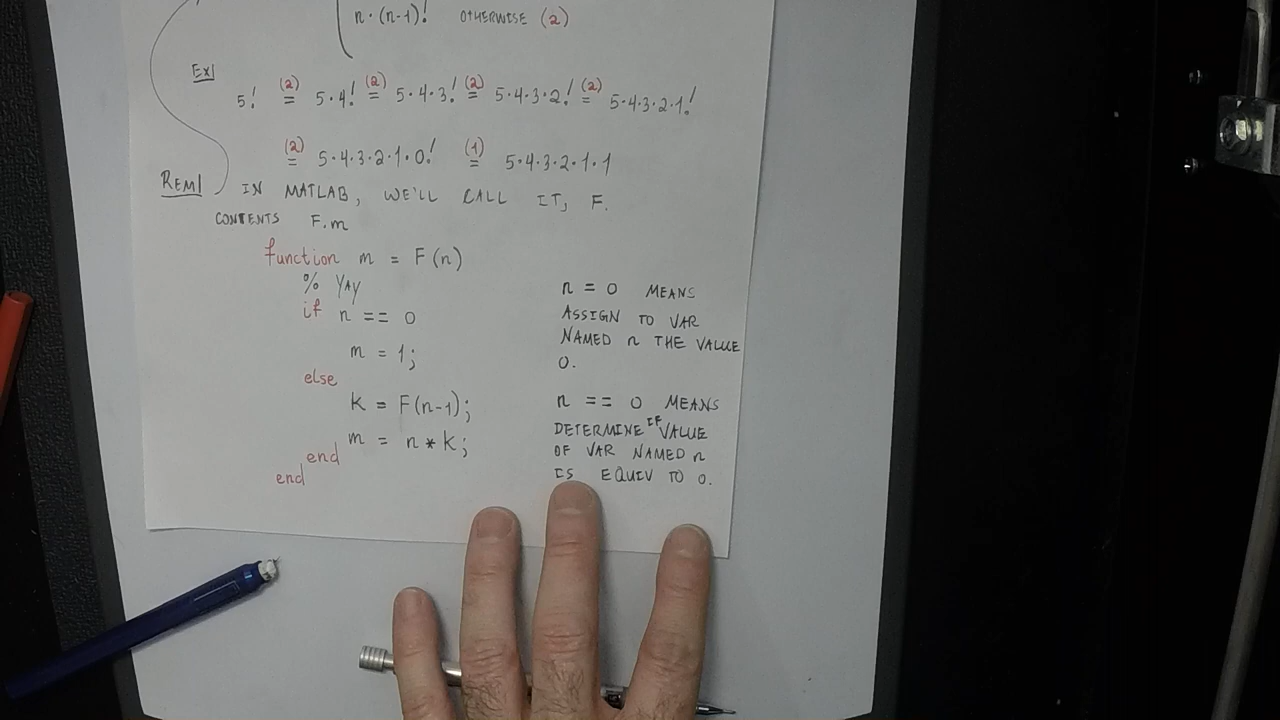 n·(n-1)! OTHERWISE (2)
EX|
5! (2)= 5·4! (2)= 5·4·3! (2)= 5·4·3·2! (2)= 5·4·3·2·1!
(2)= 5·4·3·2·1·0! (1)= 5·4·3·2·1·1
REM| IN MATLAB, WE'LL CALL IT, F.
CONTENTS F.m
function m = F(n)
% YAY
if n == 0
m = 1;
else
k = F(n-1);
m = n*k;
end
end
n = 0 MEANS
ASSIGN TO VAR
NAMED n THE VALUE
0.
n == 0 MEANS
DETERMINE IF VALUE
OF VAR NAMED n
IS EQUIV TO 0.